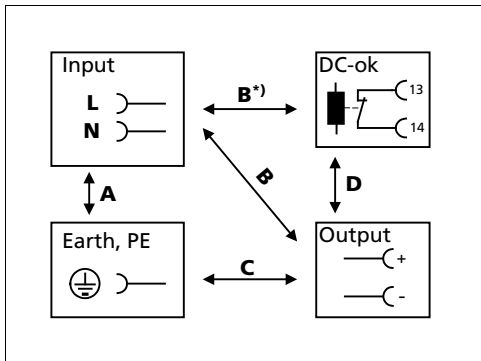 Input
L
N
B*)
DC-ok
13
14
A
B
D
Earth, PE
C
Output
+
-